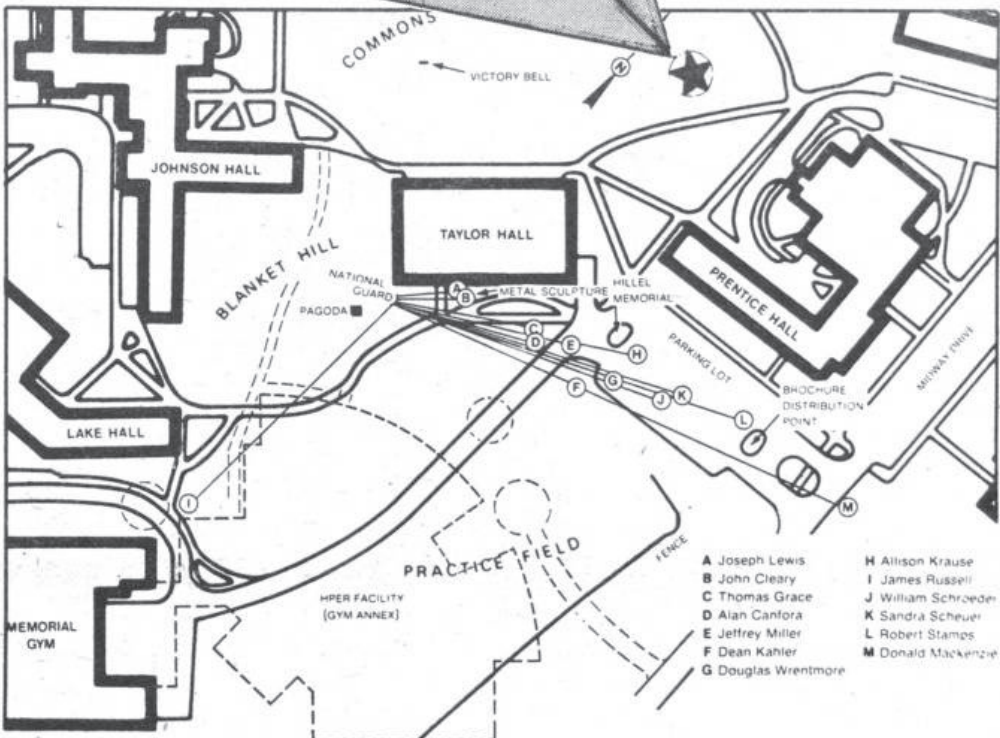 COMMONS
N
VICTORY BELL
JOHNSON HALL
TAYLOR HALL
BLANKET HILL
NATIONAL
GUARD
PAGODA
A
B
METAL SCULPTURE
HILLEL
MEMORIAL
PRENTICE HALL
C
D
E
H
PARKING LOT
MIDWAY DRIVE
F
G
J
K
L
BROCHURE
DISTRIBUTION
POINT
LAKE HALL
I
M
PRACTICE FIELD
FENCE
HPER FACILITY
(GYM ANNEX)
MEMORIAL
GYM
A Joseph Lewis
B John Cleary
C Thomas Grace
D Alan Canfora
E Jeffrey Miller
F Dean Kahler
G Douglas Wrentmore
H Allison Krause
I James Russell
J William Schroeder
K Sandra Scheuer
L Robert Stamps
M Donald Mackenzie